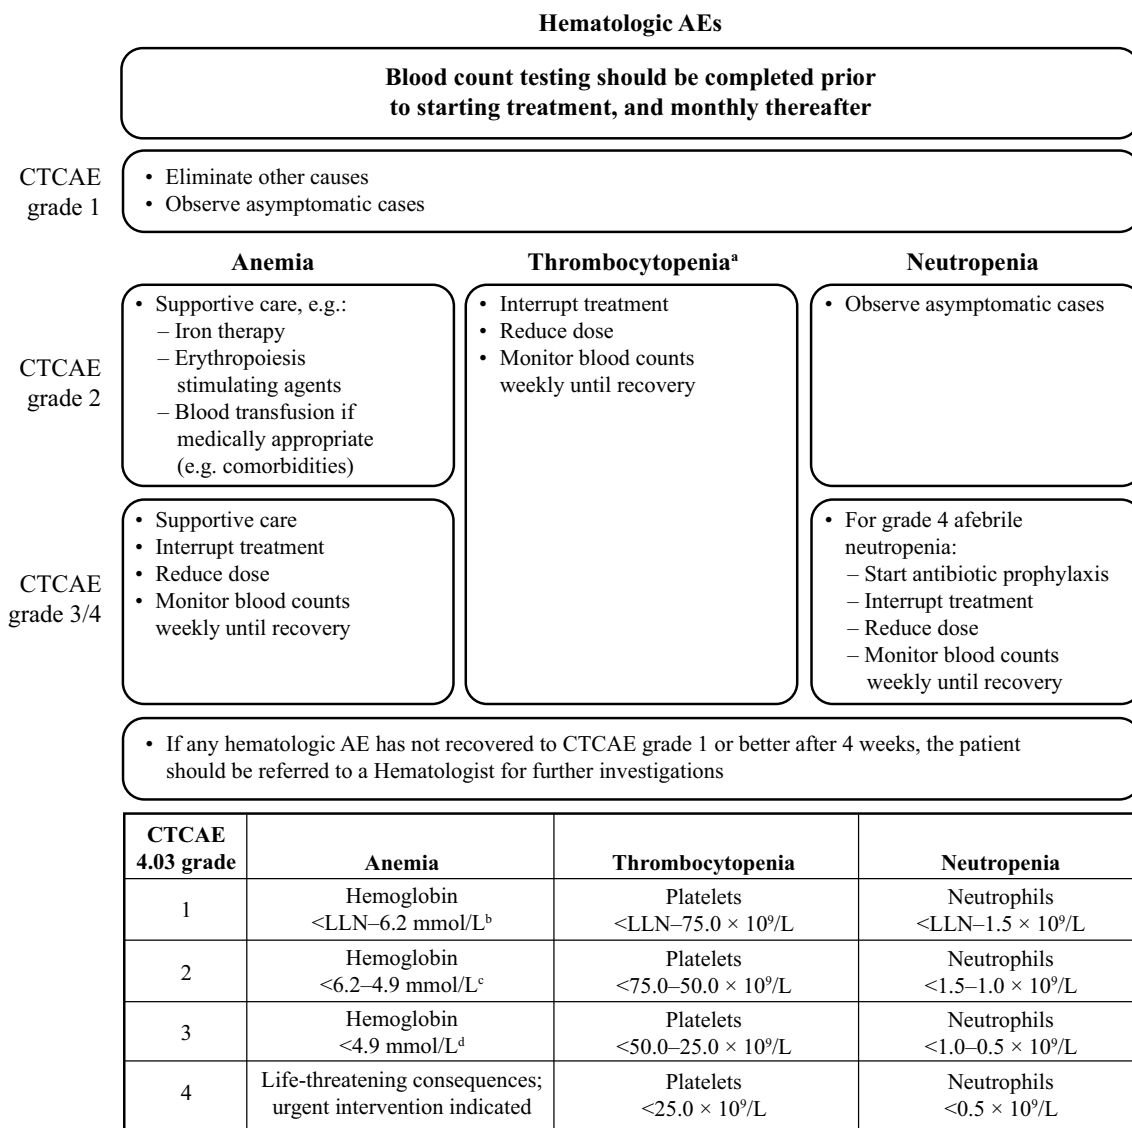 Hematologic AEs
Blood count testing should be completed prior
to starting treatment, and monthly thereafter
CTCAE
grade 1
• Eliminate other causes
• Observe asymptomatic cases
Anemia
Thrombocytopeniaᵃ
Neutropenia
CTCAE
grade 2
• Supportive care, e.g.:
– Iron therapy
– Erythropoiesis
stimulating agents
– Blood transfusion if
medically appropriate
(e.g. comorbidities)
• Interrupt treatment
• Reduce dose
• Monitor blood counts
weekly until recovery
• Observe asymptomatic cases
CTCAE
grade 3/4
• Supportive care
• Interrupt treatment
• Reduce dose
• Monitor blood counts
weekly until recovery
• For grade 4 afebrile
neutropenia:
– Start antibiotic prophylaxis
– Interrupt treatment
– Reduce dose
– Monitor blood counts
weekly until recovery
• If any hematologic AE has not recovered to CTCAE grade 1 or better after 4 weeks, the patient
should be referred to a Hematologist for further investigations
CTCAE
4.03 grade
Anemia
Thrombocytopenia
Neutropenia
1
Hemoglobin
<LLN–6.2 mmol/Lᵇ
Platelets
<LLN–75.0 × 10⁹/L
Neutrophils
<LLN–1.5 × 10⁹/L
2
Hemoglobin
<6.2–4.9 mmol/Lᶜ
Platelets
<75.0–50.0 × 10⁹/L
Neutrophils
<1.5–1.0 × 10⁹/L
3
Hemoglobin
<4.9 mmol/Lᵈ
Platelets
<50.0–25.0 × 10⁹/L
Neutrophils
<1.0–0.5 × 10⁹/L
4
Life-threatening consequences;
urgent intervention indicated
Platelets
<25.0 × 10⁹/L
Neutrophils
<0.5 × 10⁹/L